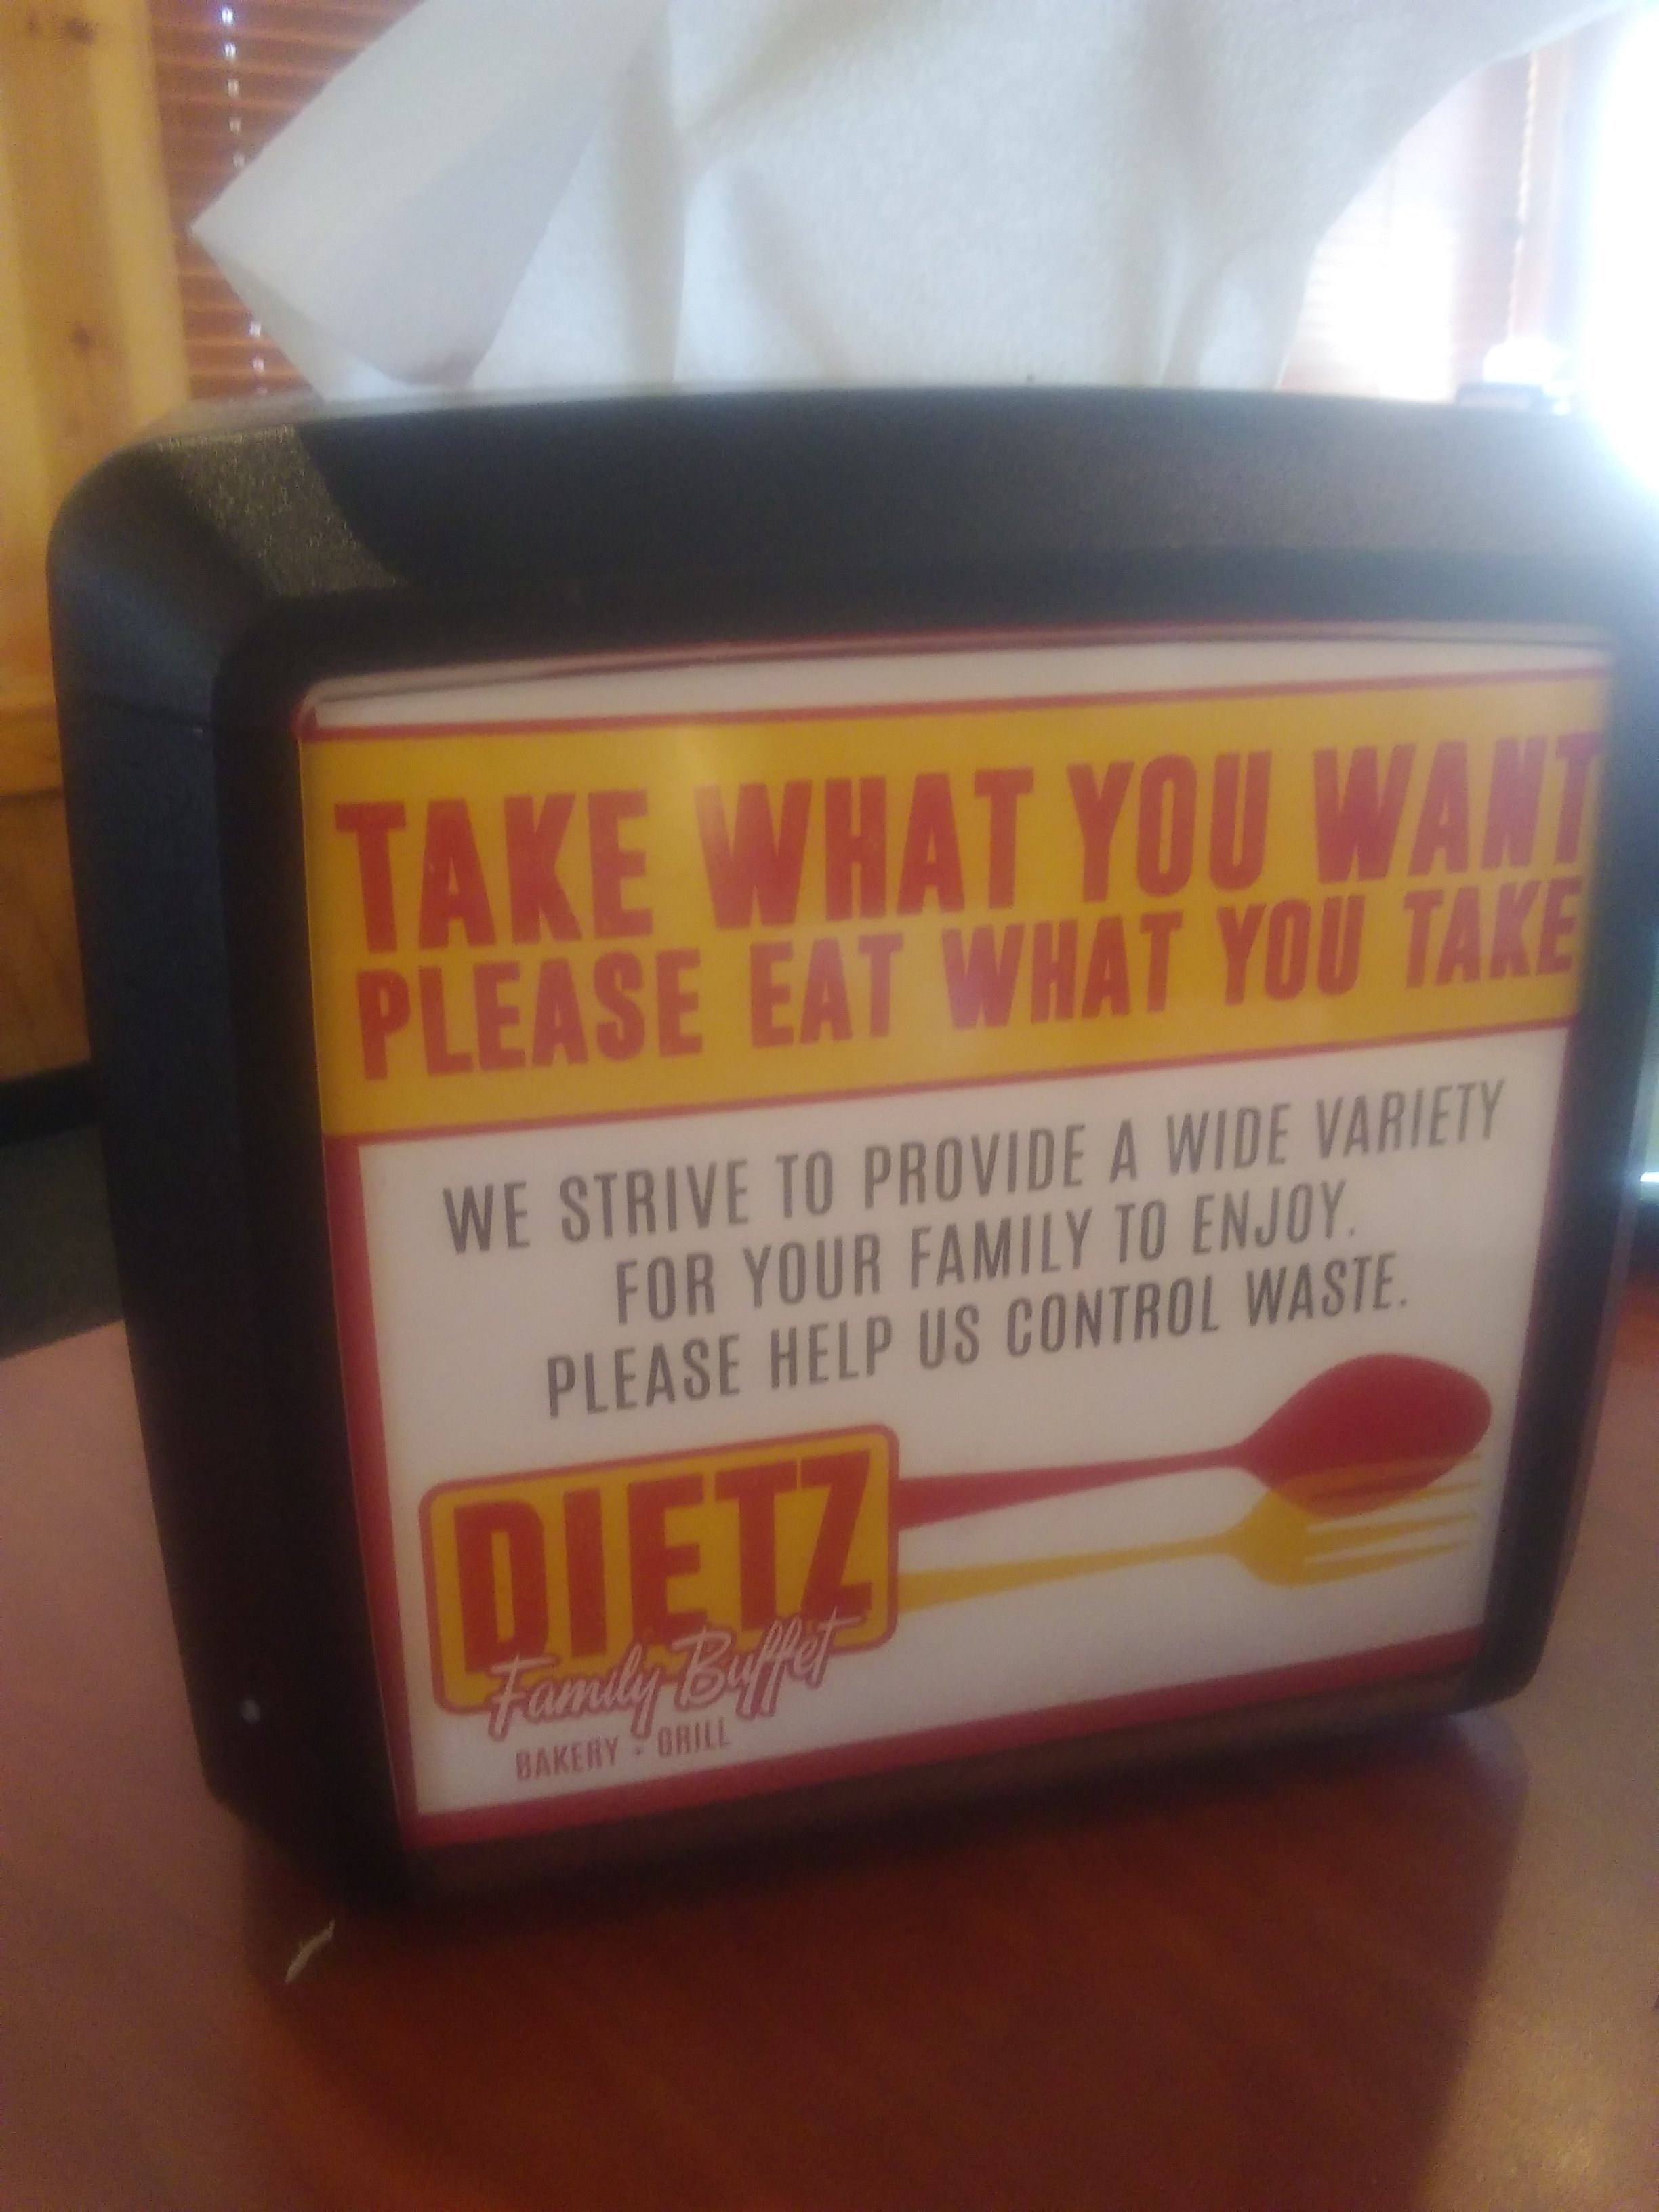 TAKE WHAT YOU WANT
PLEASE EAT WHAT YOU TAKE
WE STRIVE TO PROVIDE A WIDE VARIETY
FOR YOUR FAMILY TO ENJOY.
PLEASE HELP US CONTROL WASTE.
DIETZ
Family Buffet
BAKERY • GRILL